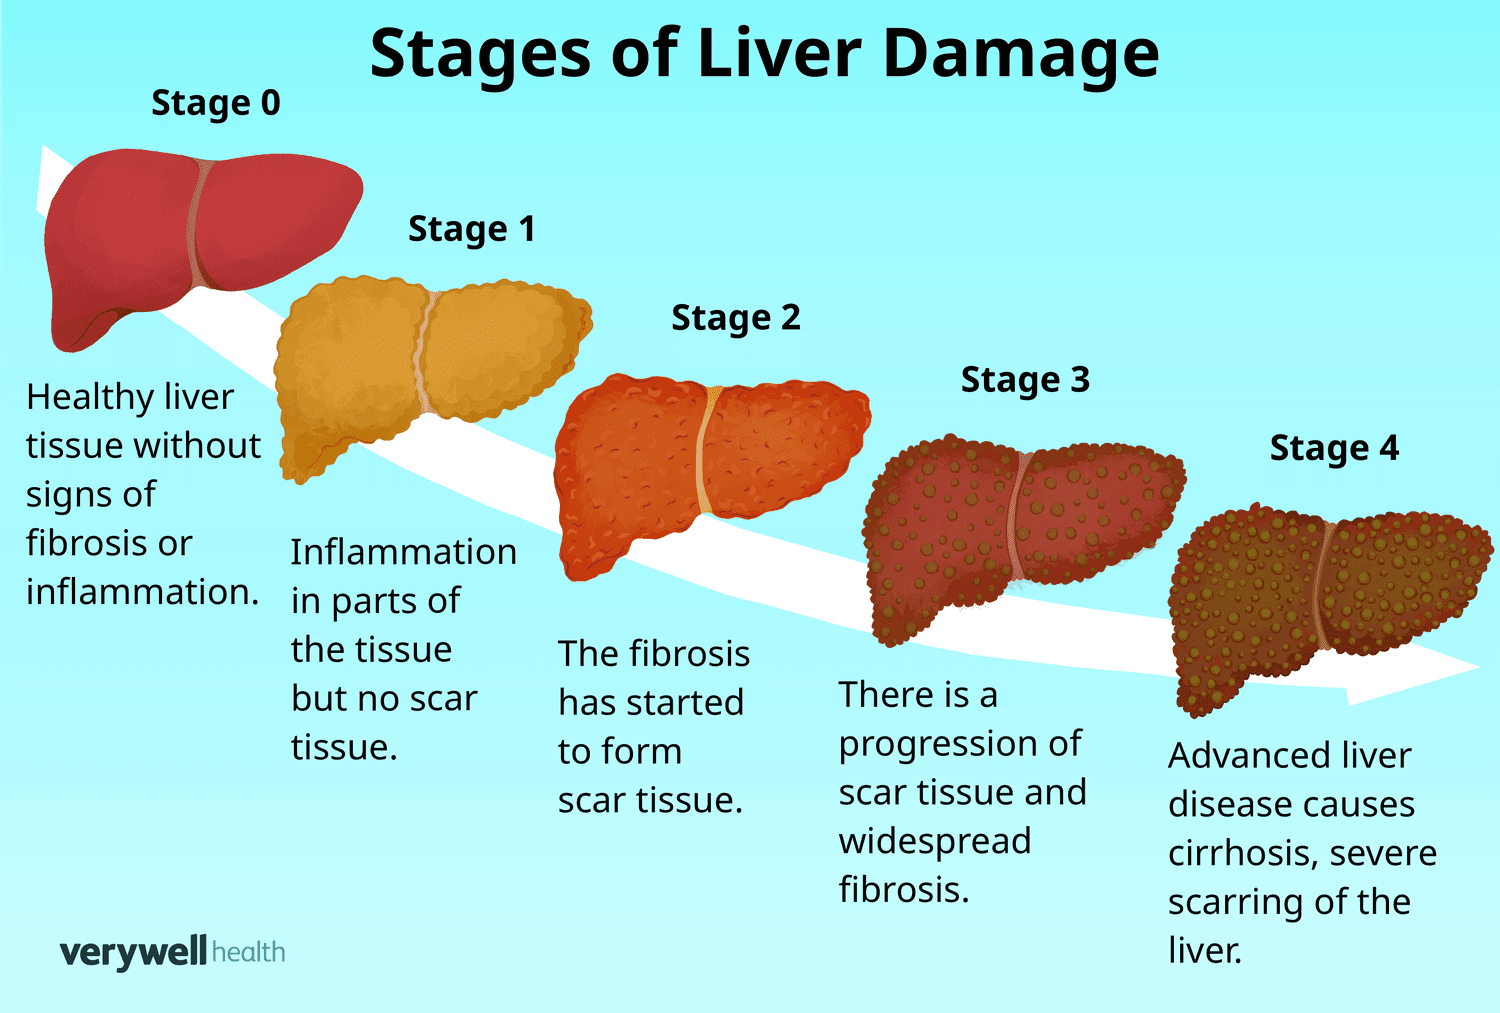 Stages of Liver Damage
Stage 0
Healthy liver
tissue without
signs of
fibrosis or
inflammation.
Stage 1
Inflammation
in parts of
the tissue
but no scar
tissue.
Stage 2
The fibrosis
has started
to form
scar tissue.
Stage 3
There is a
progression of
scar tissue and
widespread
fibrosis.
Stage 4
Advanced liver
disease causes
cirrhosis, severe
scarring of the
liver.
verywell health